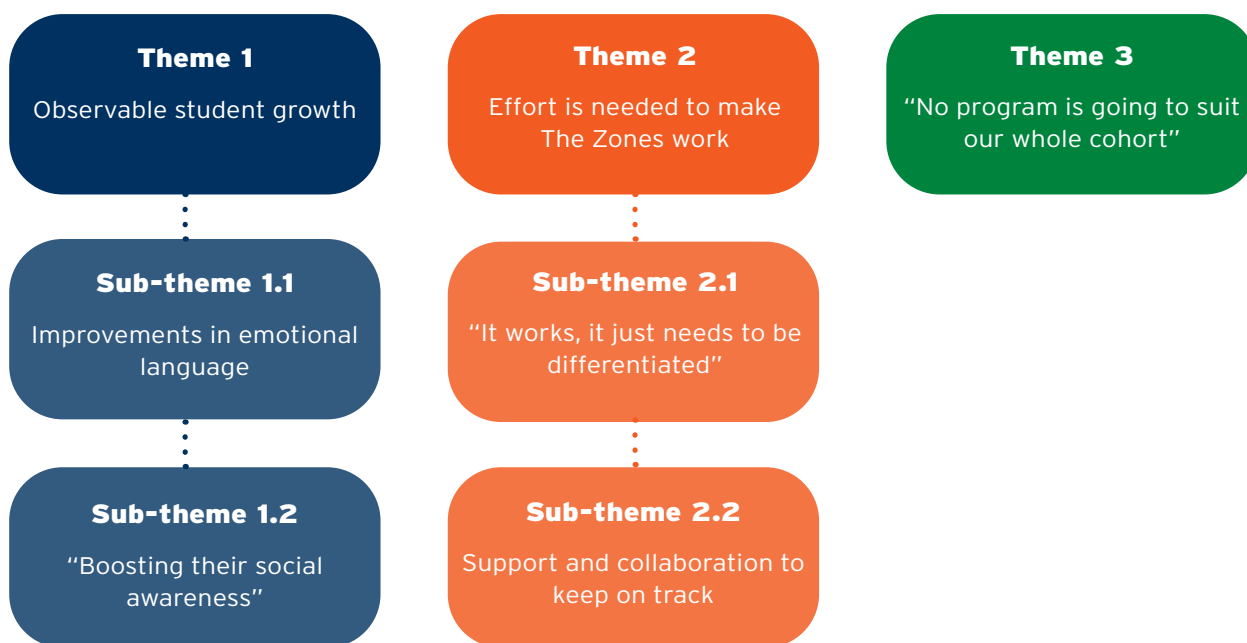 Theme 1
Observable student growth
Sub-theme 1.1
Improvements in emotional
language
Sub-theme 1.2
“Boosting their social
awareness”
Theme 2
Effort is needed to make
The Zones work
Sub-theme 2.1
“It works, it just needs to be
differentiated”
Sub-theme 2.2
Support and collaboration to
keep on track
Theme 3
“No program is going to suit
our whole cohort”